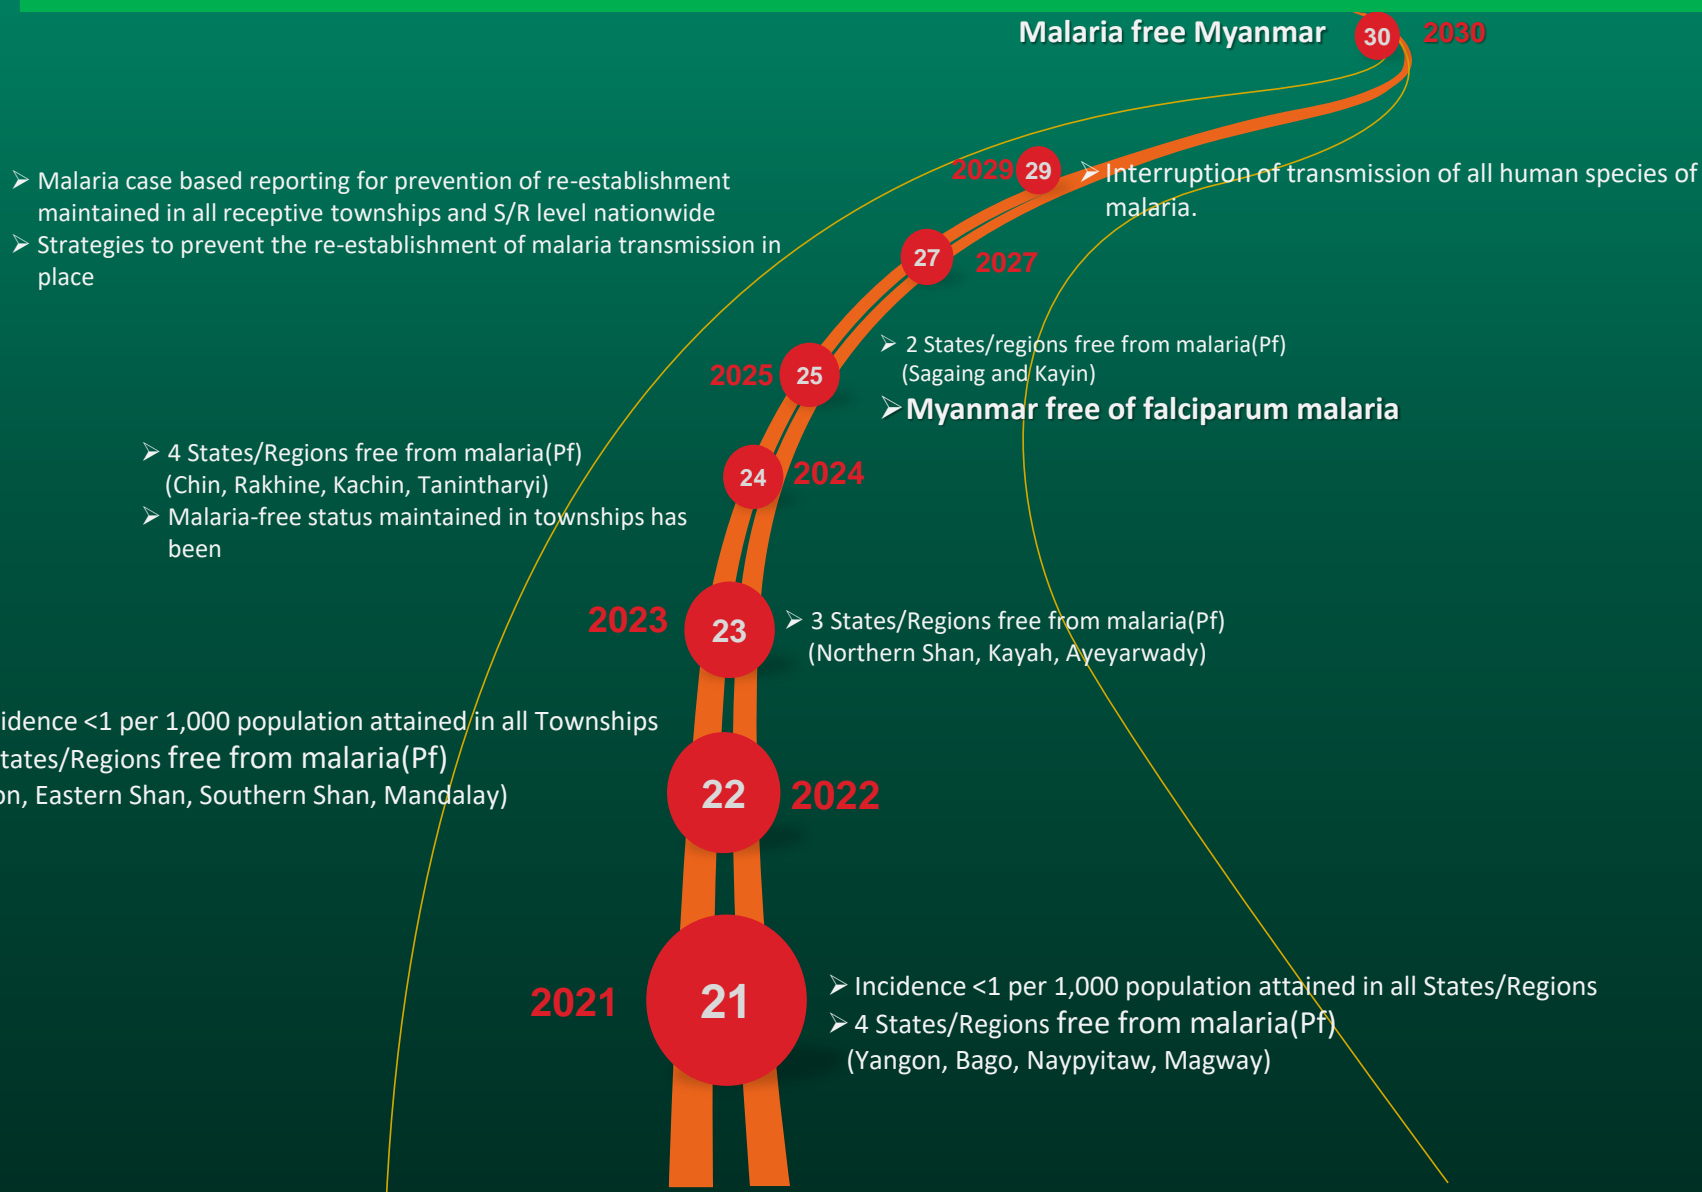 Malaria free Myanmar
30
2030
2029
29
➢ Interruption of transmission of all human species of
malaria.
➢ Malaria case based reporting for prevention of re-establishment
maintained in all receptive townships and S/R level nationwide
➢ Strategies to prevent the re-establishment of malaria transmission in
place
27
2027
2025
25
➢ 2 States/regions free from malaria(Pf)
(Sagaing and Kayin)
➢ Myanmar free of falciparum malaria
➢ 4 States/Regions free from malaria(Pf)
(Chin, Rakhine, Kachin, Tanintharyi)
➢ Malaria-free status maintained in townships has
been
24
2024
2023
23
➢ 3 States/Regions free from malaria(Pf)
(Northern Shan, Kayah, Ayeyarwady)
idence <1 per 1,000 population attained in all Townships
tates/Regions free from malaria(Pf)
on, Eastern Shan, Southern Shan, Mandalay)
22
2022
2021
21
➢ Incidence <1 per 1,000 population attained in all States/Regions
➢ 4 States/Regions free from malaria(Pf)
(Yangon, Bago, Naypyitaw, Magway)